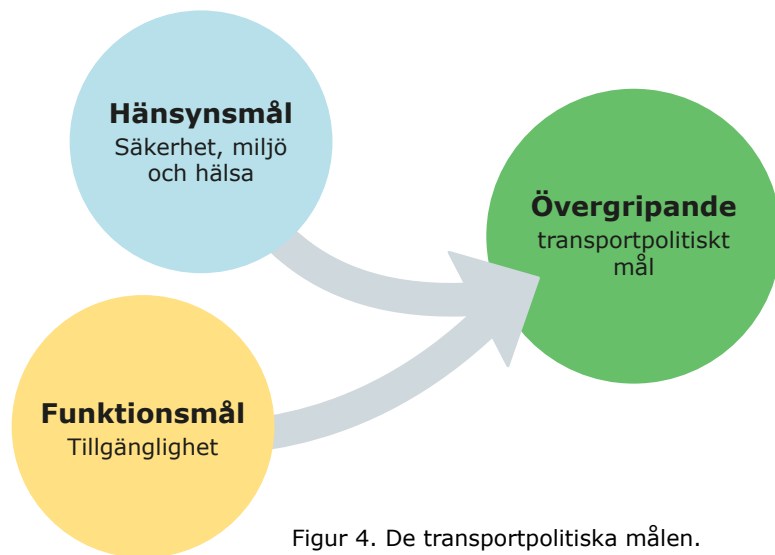 Hänsynsmål
Säkerhet, miljö
och hälsa
Övergripande
transportpolitiskt
mål
Funktionsmål
Tillgänglighet
Figur 4. De transportpolitiska målen.